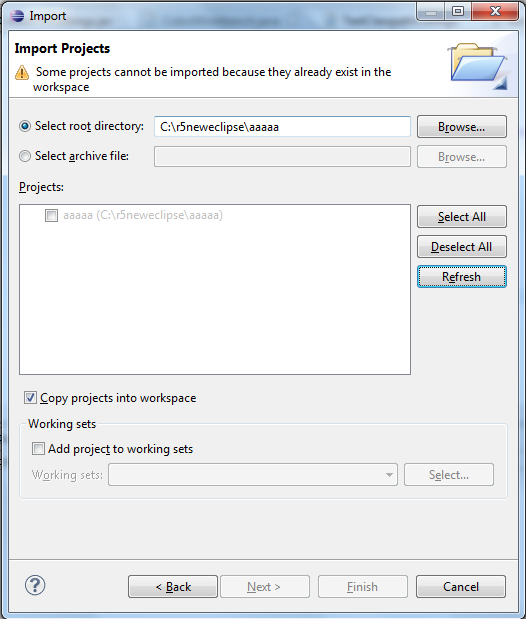 Import
Import Projects
Some projects cannot be imported because they already exist in the
workspace
Select root directory: C:\r5neweclipse\aaaaa Browse...
Select archive file: Browse...
Projects:
aaaaa (C:\r5neweclipse\aaaaa)
Select All
Deselect All
Refresh
Copy projects into workspace
Working sets
Add project to working sets
Working sets: Select...
? < Back Next > Finish Cancel